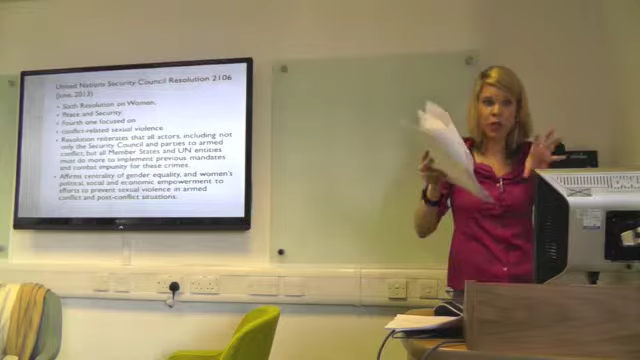 United Nations Security Council Resolution 2106
(June, 2013)
Sixth Resolution on Women,
Peace and Security
Fourth one focused on
conflict-related sexual violence
Resolution reiterates that all actors, including not
only the Security Council and parties to armed
conflict, but all Member States and UN entities
must do more to implement previous mandates
and combat impunity for these crimes
Affirms centrality of gender equality, and women's
political, social and economic empowerment to
efforts to prevent sexual violence in armed
conflict and post-conflict situations.